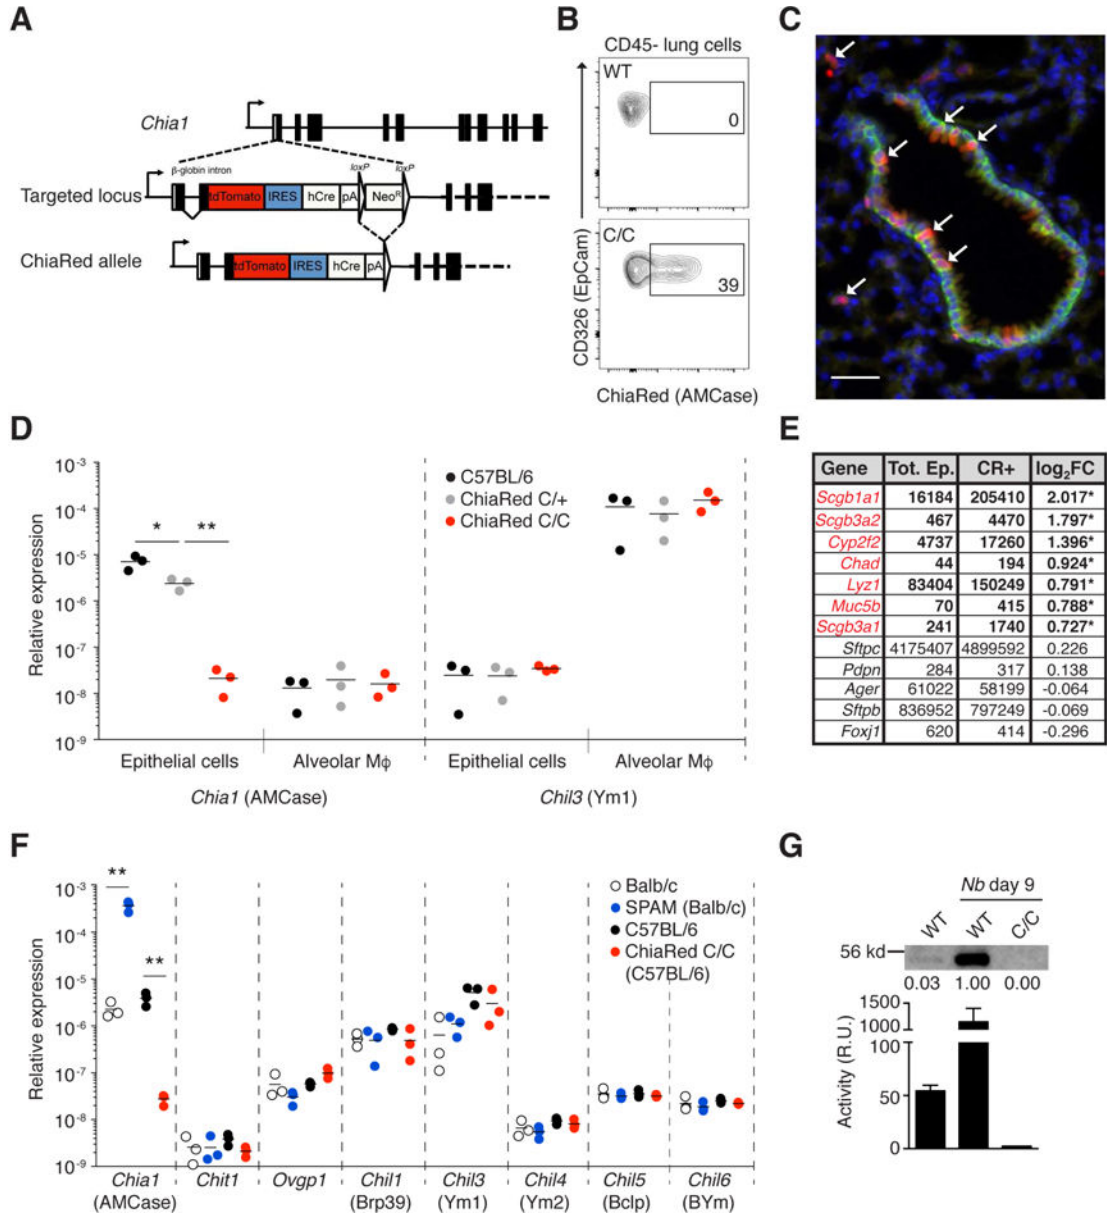 A
Chia1
β-globin intron
loxP
loxP
Targeted locus
tdTomato
IRES
hCre
pA
NeoR
ChiaRed allele
tdTomato
IRES
hCre
pA
B
CD45- lung cells
WT
0
C/C
39
CD326 (EpCam)
ChiaRed (AMCase)
C
D
Relative expression
10-3
10-4
10-5
10-6
10-7
10-8
10-9
* **
C57BL/6
ChiaRed C/+
ChiaRed C/C
Epithelial cells
Alveolar Mϕ
Epithelial cells
Alveolar Mϕ
Chia1 (AMCase)
Chil3 (Ym1)
E
Gene Tot. Ep. CR+ log2FC
Scgb1a1 16184 205410 2.017*
Scgb3a2 467 4470 1.797*
Cyp2f2 4737 17260 1.396*
Chad 44 194 0.924*
Lyz1 83404 150249 0.791*
Muc5b 70 415 0.788*
Scgb3a1 241 1740 0.727*
Sftpc 4175407 4899592 0.226
Pdpn 284 317 0.138
Ager 61022 58199 -0.064
Sftpb 836952 797249 -0.069
Foxj1 620 414 -0.296
F
Relative expression
10-3
10-4
10-5
10-6
10-7
10-8
10-9
**
**
Balb/c
SPAM (Balb/c)
C57BL/6
ChiaRed C/C
(C57BL/6)
Chia1
(AMCase)
Chit1
Ovgp1
Chil1
(Brp39)
Chil3
(Ym1)
Chil4
(Ym2)
Chil5
(Bclp)
Chil6
(BYm)
G
Nb day 9
WT
WT
C/C
56 kd
0.03 1.00 0.00
Activity (R.U.)
1500
1000
100
50
0